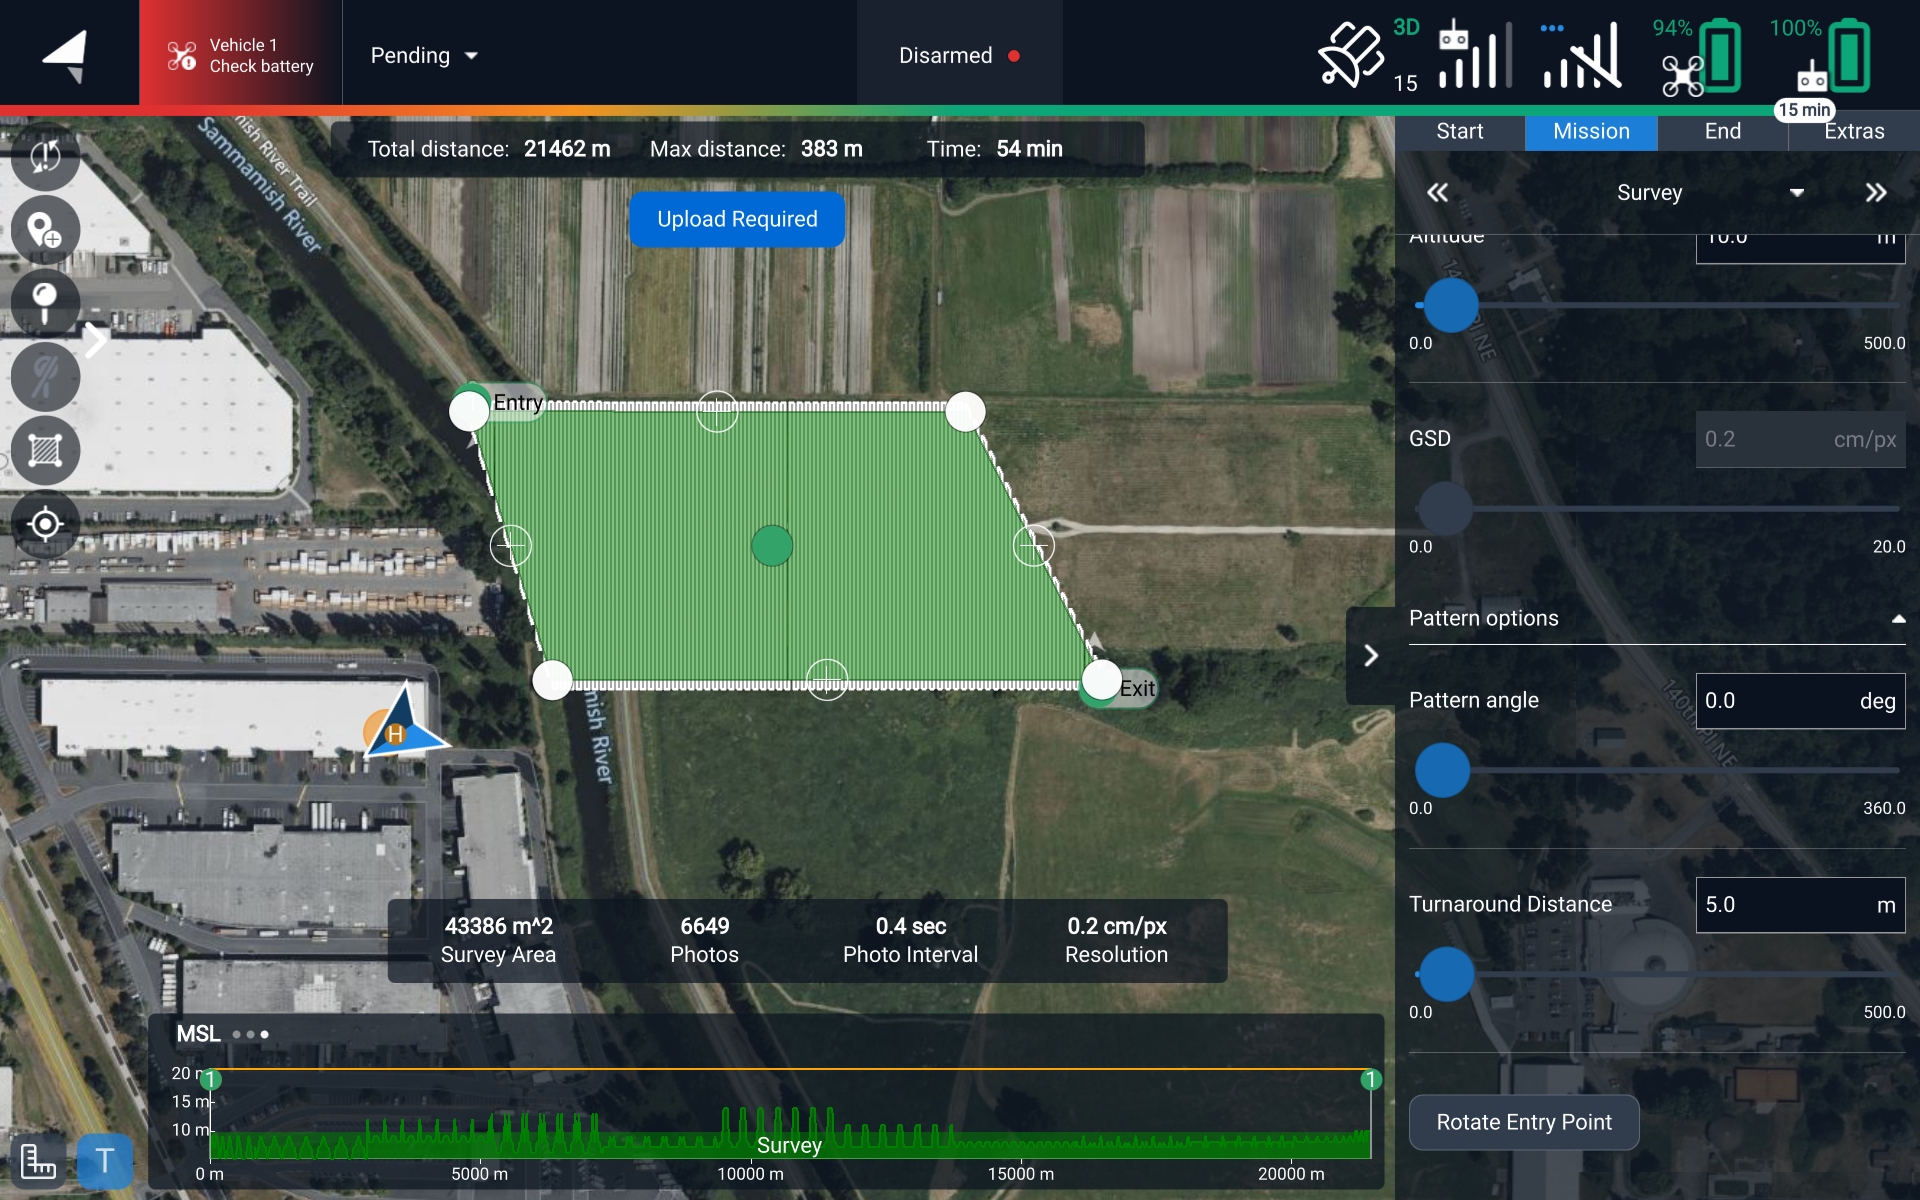 Vehicle 1
Check battery
Pending
Disarmed
3D
15
94%
100%
15 min
Total distance: 21462 m Max distance: 383 m Time: 54 min
Upload Required
Start Mission End Extras
Survey
Altitude 10.0 m
0.0 500.0
GSD 0.2 cm/px
0.0 20.0
Pattern options
Pattern angle 0.0 deg
0.0 360.0
Turnaround Distance 5.0 m
0.0 500.0
Rotate Entry Point
Sammamish River
mish River Trail
Entry
Exit
H
mish River
140th Pl NE
43386 m^2 6649 0.4 sec 0.2 cm/px
Survey Area Photos Photo Interval Resolution
MSL
20 m
15 m
10 m
1 1
Survey
0 m 5000 m 10000 m 15000 m 20000 m
T